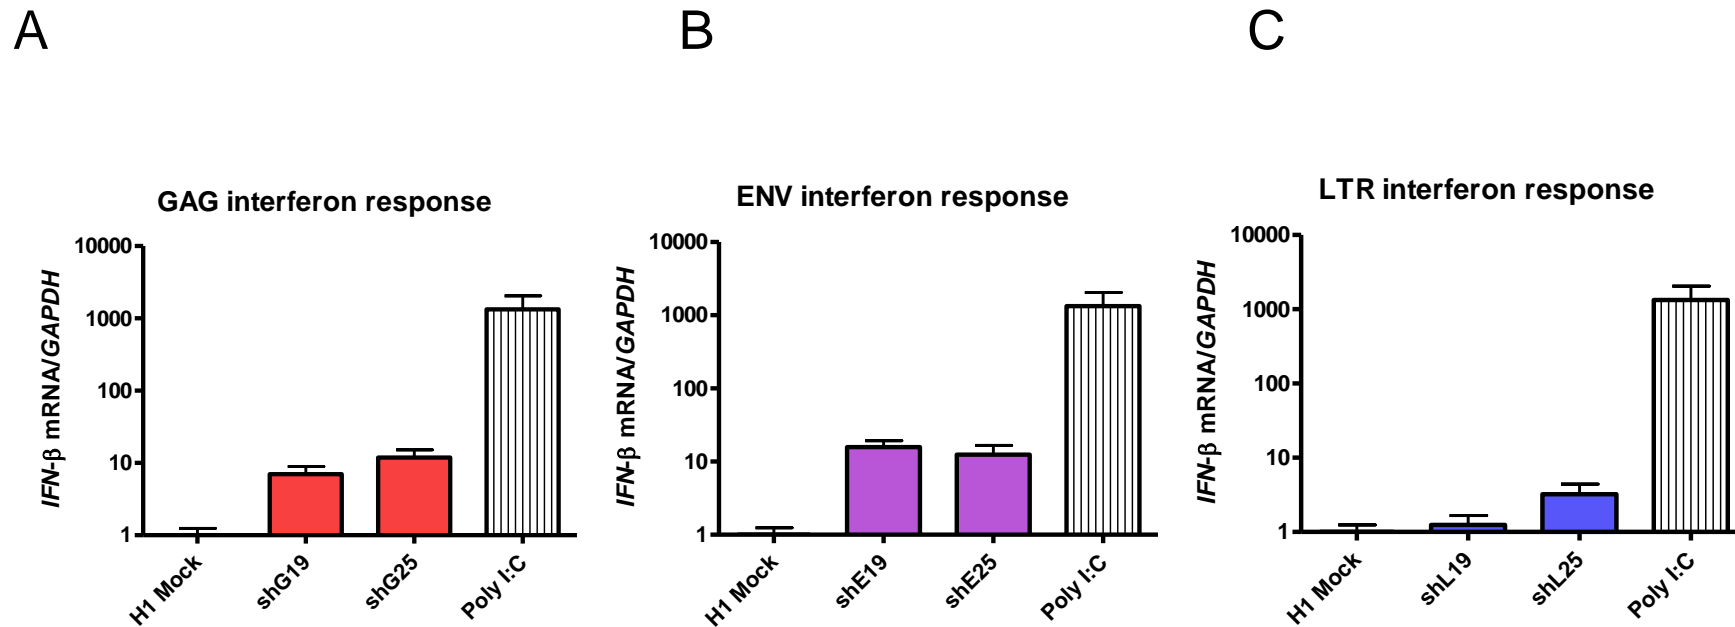 A
B
C
GAG interferon response
10000
1000
100
10
1
IFN-β mRNA/GAPDH
H1 Mock
shG19
shG25
Poly I:C
ENV interferon response
10000
1000
100
10
1
IFN-β mRNA/GAPDH
H1 Mock
shE19
shE25
Poly I:C
LTR interferon response
10000
1000
100
10
1
IFN-β mRNA/GAPDH
H1 Mock
shL19
shL25
Poly I:C